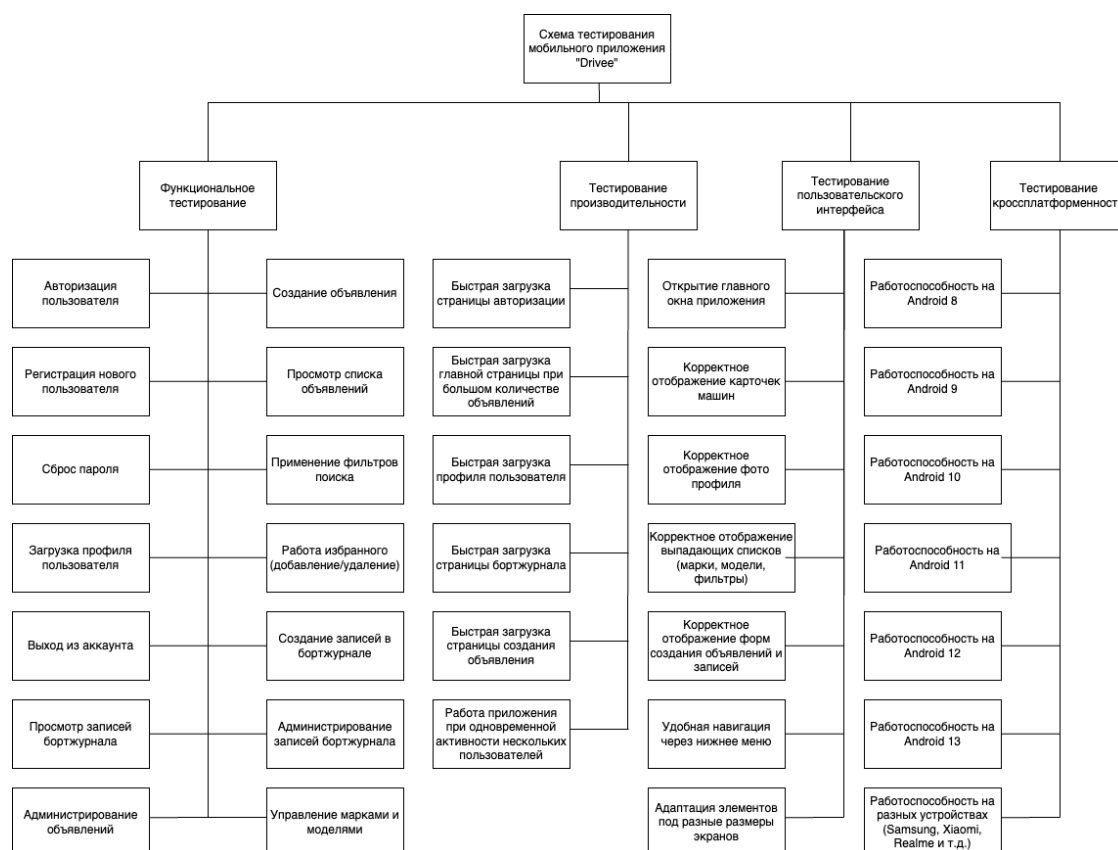 Схема тестирования
мобильного приложения
"Drivee"
Функциональное
тестирование
Тестирование
производительности
Тестирование
пользовательского
интерфейса
Тестирование
кроссплатформенност
Авторизация
пользователя
Создание объявления
Быстрая загрузка
страницы авторизации
Открытие главного
окна приложения
Работоспособность на
Android 8
Регистрация нового
пользователя
Просмотр списка
объявлений
Быстрая загрузка
главной страницы при
большом количестве
объявлений
Корректное
отображение карточек
машин
Работоспособность на
Android 9
Сброс пароля
Применение фильтров
поиска
Быстрая загрузка
профиля пользователя
Корректное
отображение фото
профиля
Работоспособность на
Android 10
Загрузка профиля
пользователя
Работа избранного
(добавление/удаление)
Быстрая загрузка
страницы бортжурнала
Корректное отображение
выпадающих списков
(марки, модели,
фильтры)
Работоспособность на
Android 11
Выход из аккаунта
Создание записей в
бортжурнале
Быстрая загрузка
страницы создания
объявления
Корректное
отображение форм
создания объявлений и
записей
Работоспособность на
Android 12
Просмотр записей
бортжурнала
Администрирование
записей бортжурнала
Работа приложения
при одновременной
активности нескольких
пользователей
Удобная навигация
через нижнее меню
Работоспособность на
Android 13
Администрирование
объявлений
Управление марками и
моделями
Адаптация элементов
под разные размеры
экранов
Работоспособность на
разных устройствах
(Samsung, Xiaomi,
Realme и т.д.)